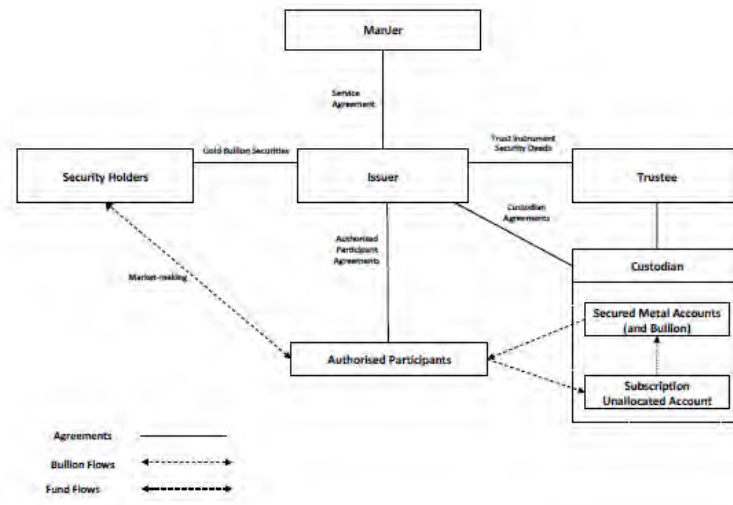 ManJer
Service
Agreement
Gold Bullion Securities
Trust Instrument
Security Deeds
Security Holders
Issuer
Trustee
Custodian
Agreements
Authorised
Participant
Agreements
Custodian
Market-making
Secured Metal Accounts
(and Bullion)
Authorised Participants
Subscription
Unallocated Account
Agreements
Bullion Flows
Fund Flows